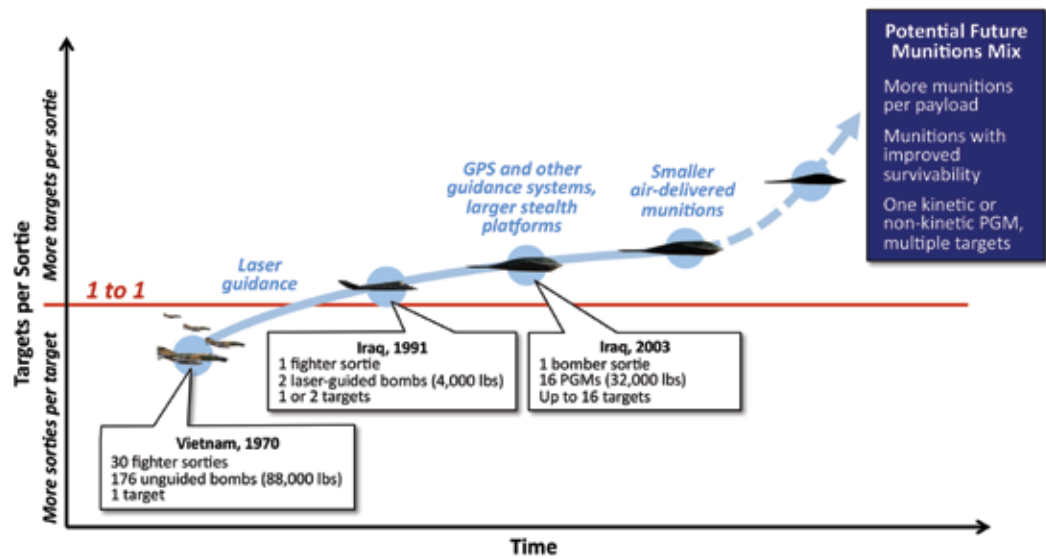 Potential Future
Munitions Mix
More munitions
per payload
Munitions with
improved
survivability
One kinetic or
non-kinetic PGM,
multiple targets
GPS and other
guidance systems,
larger stealth
platforms
Smaller
air-delivered
munitions
Laser
guidance
Targets per Sortie
More targets per sortie
More sorties per target
1 to 1
Iraq, 1991
1 fighter sortie
2 laser-guided bombs (4,000 lbs)
1 or 2 targets
Iraq, 2003
1 bomber sortie
16 PGMs (32,000 lbs)
Up to 16 targets
Vietnam, 1970
30 fighter sorties
176 unguided bombs (88,000 lbs)
1 target
Time